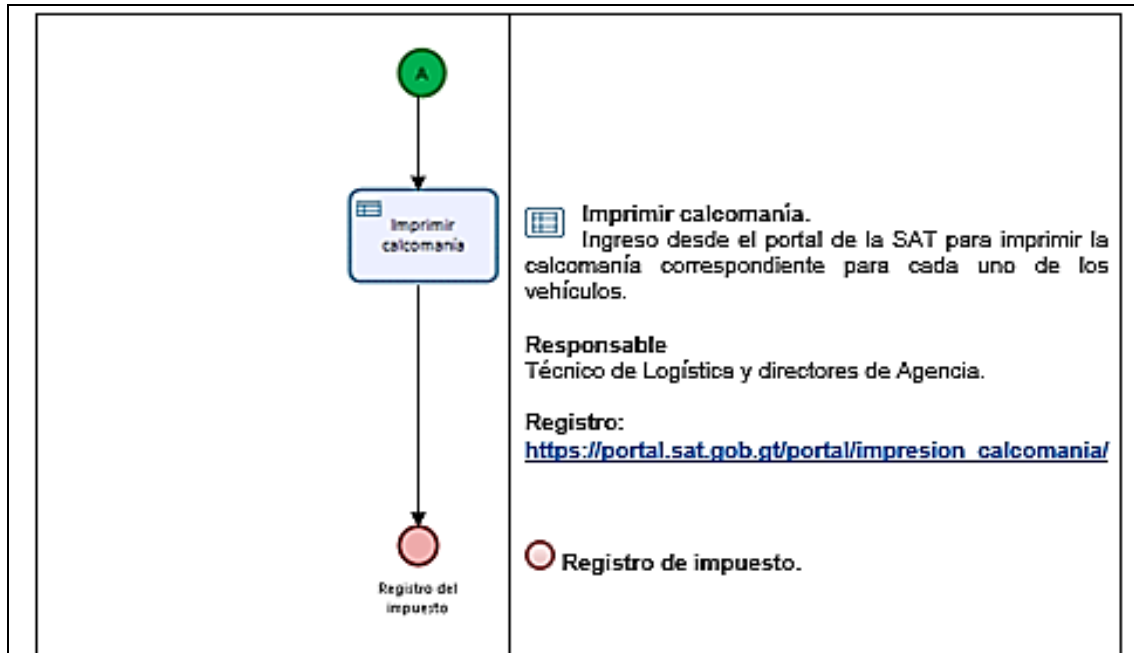 A
Imprimir
calcomanía
Registro del
impuesto
Imprimir calcomanía.
Ingreso desde el portal de la SAT para imprimir la
calcomanía correspondiente para cada uno de los
vehículos.
Responsable
Técnico de Logística y directores de Agencia.
Registro:
https://portal.sat.gob.gt/portal/impresion_calcomania/
Registro de impuesto.